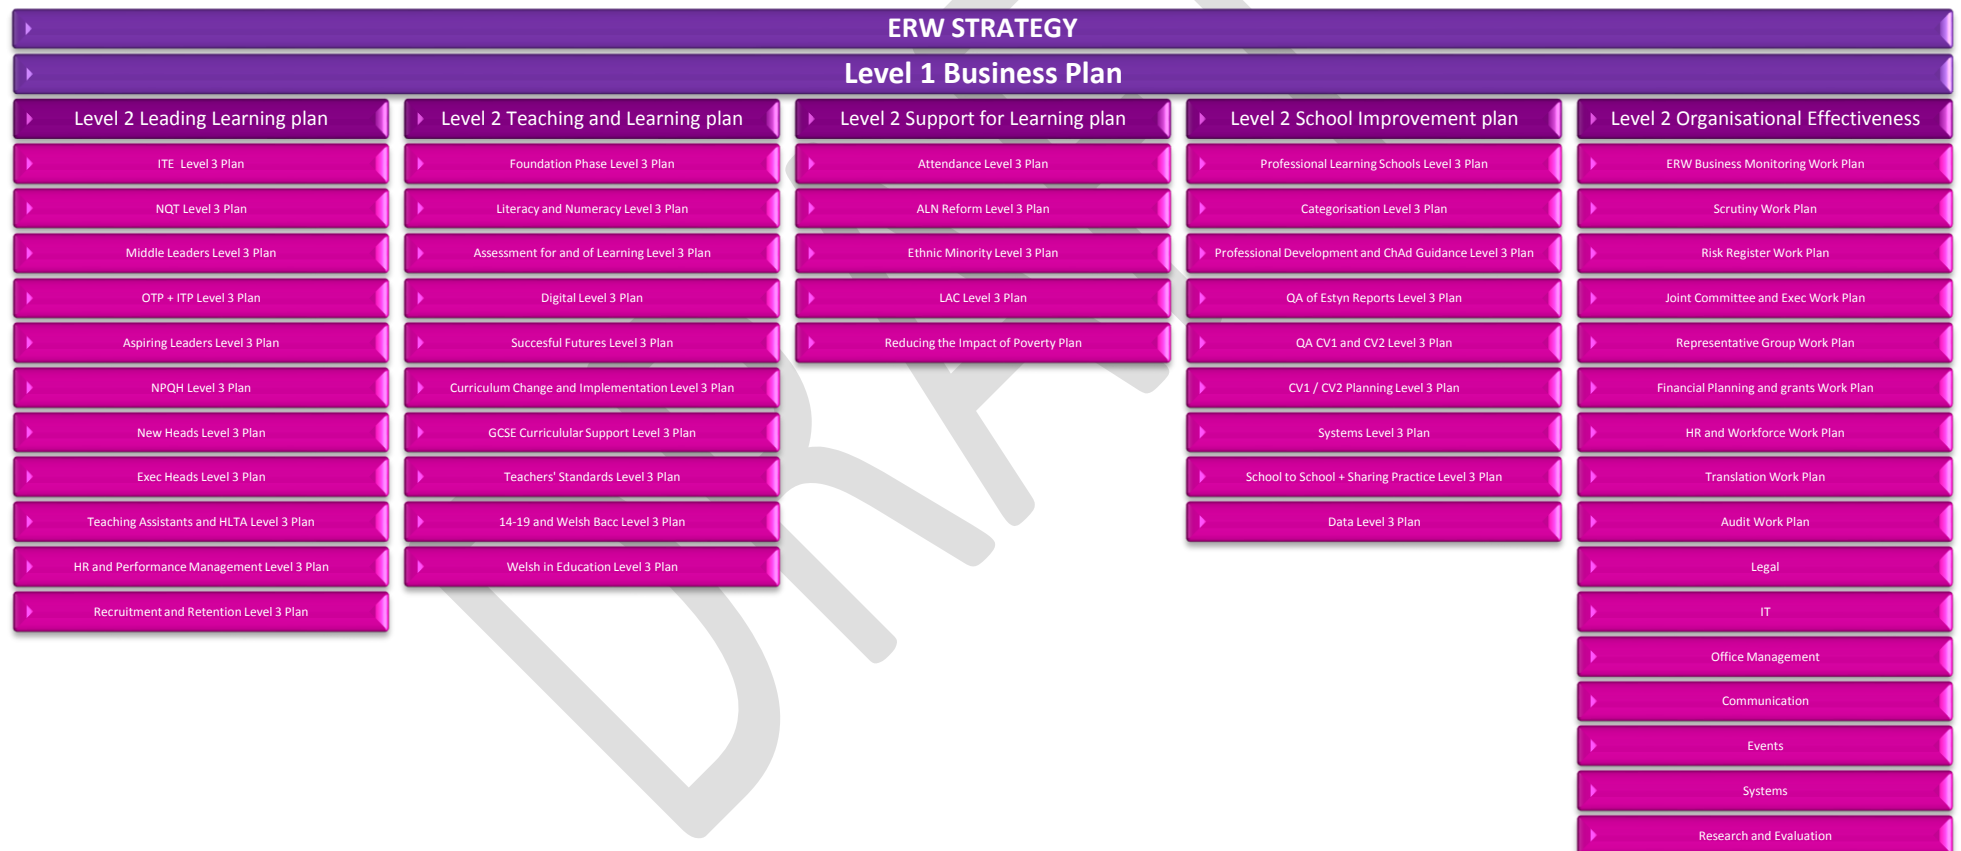 ERW STRATEGY
Level 1 Business Plan
Level 2 Leading Learning plan
ITE Level 3 Plan
NQT Level 3 Plan
Middle Leaders Level 3 Plan
OTP + ITP Level 3 Plan
Aspiring Leaders Level 3 Plan
NPQH Level 3 Plan
New Heads Level 3 Plan
Exec Heads Level 3 Plan
Teaching Assistants and HLTA Level 3 Plan
HR and Performance Management Level 3 Plan
Recruitment and Retention Level 3 Plan
Level 2 Teaching and Learning plan
Foundation Phase Level 3 Plan
Literacy and Numeracy Level 3 Plan
Assessment for and of Learning Level 3 Plan
Digital Level 3 Plan
Succesful Futures Level 3 Plan
Curriculum Change and Implementation Level 3 Plan
GCSE Curriculular Support Level 3 Plan
Teachers' Standards Level 3 Plan
14-19 and Welsh Bacc Level 3 Plan
Welsh in Education Level 3 Plan
Level 2 Support for Learning plan
Attendance Level 3 Plan
ALN Reform Level 3 Plan
Ethnic Minority Level 3 Plan
LAC Level 3 Plan
Reducing the Impact of Poverty Plan
Level 2 School Improvement plan
Professional Learning Schools Level 3 Plan
Categorisation Level 3 Plan
Professional Development and ChAd Guidance Level 3 Plan
QA of Estyn Reports Level 3 Plan
QA CV1 and CV2 Level 3 Plan
CV1 / CV2 Planning Level 3 Plan
Systems Level 3 Plan
School to School + Sharing Practice Level 3 Plan
Data Level 3 Plan
Level 2 Organisational Effectiveness
ERW Business Monitoring Work Plan
Scrutiny Work Plan
Risk Register Work Plan
Joint Committee and Exec Work Plan
Representative Group Work Plan
Financial Planning and grants Work Plan
HR and Workforce Work Plan
Translation Work Plan
Audit Work Plan
Legal
IT
Office Management
Communication
Events
Systems
Research and Evaluation